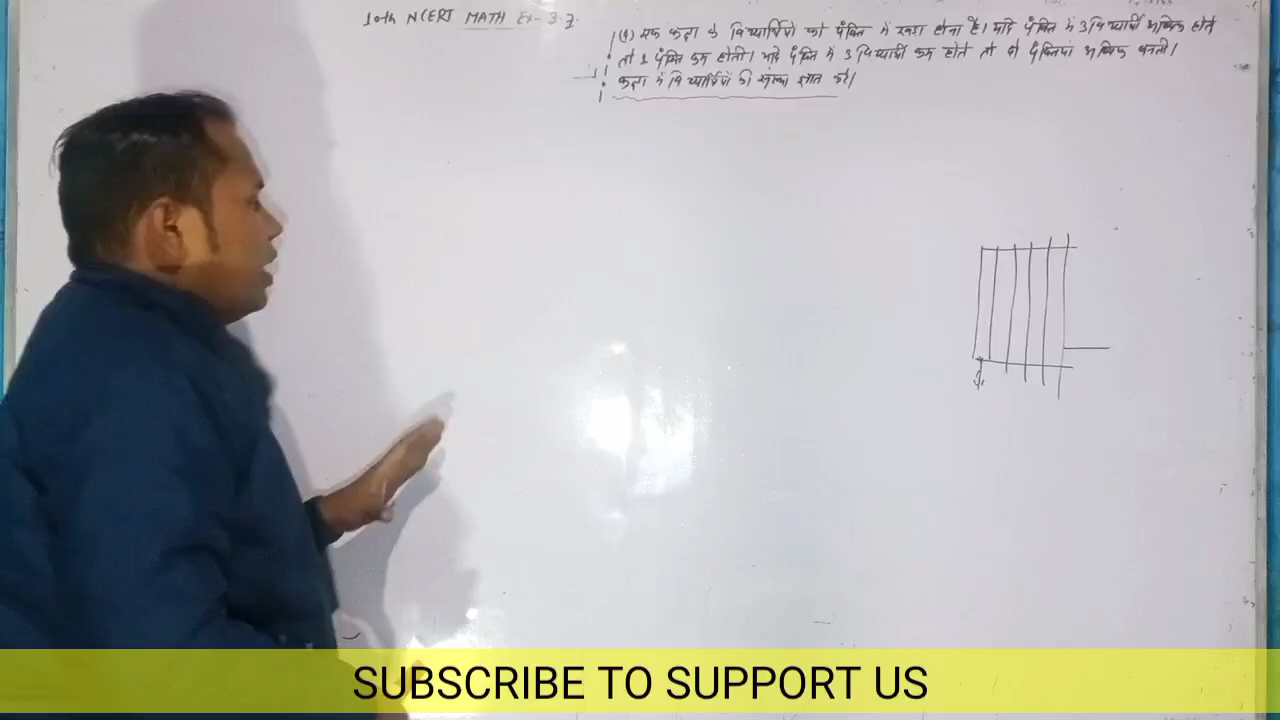 10th NCERT MATH Ex- 3.7.
(4) एक कक्षा के विद्यार्थियों को पंक्ति में खड़ा होना है। यदि पंक्ति में 3 विद्यार्थी अधिक होते
तो 1 पंक्ति कम होती। यदि पंक्ति में 3 विद्यार्थी कम होते तो दो पंक्तियां अधिक बनती।
कक्षा में विद्यार्थियों की संख्या ज्ञात करें।
SUBSCRIBE TO SUPPORT US